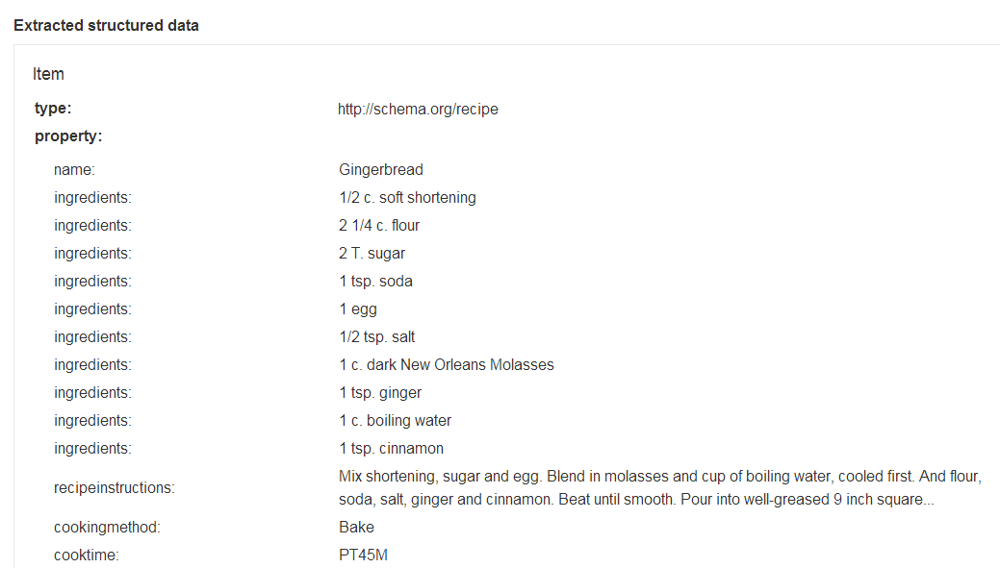 Extracted structured data
Item
type: http://schema.org/recipe
property:
name: Gingerbread
ingredients: 1/2 c. soft shortening
ingredients: 2 1/4 c. flour
ingredients: 2 T. sugar
ingredients: 1 tsp. soda
ingredients: 1 egg
ingredients: 1/2 tsp. salt
ingredients: 1 c. dark New Orleans Molasses
ingredients: 1 tsp. ginger
ingredients: 1 c. boiling water
ingredients: 1 tsp. cinnamon
recipeinstructions: Mix shortening, sugar and egg. Blend in molasses and cup of boiling water, cooled first. And flour,
soda, salt, ginger and cinnamon. Beat until smooth. Pour into well-greased 9 inch square...
cookingmethod: Bake
cooktime: PT45M